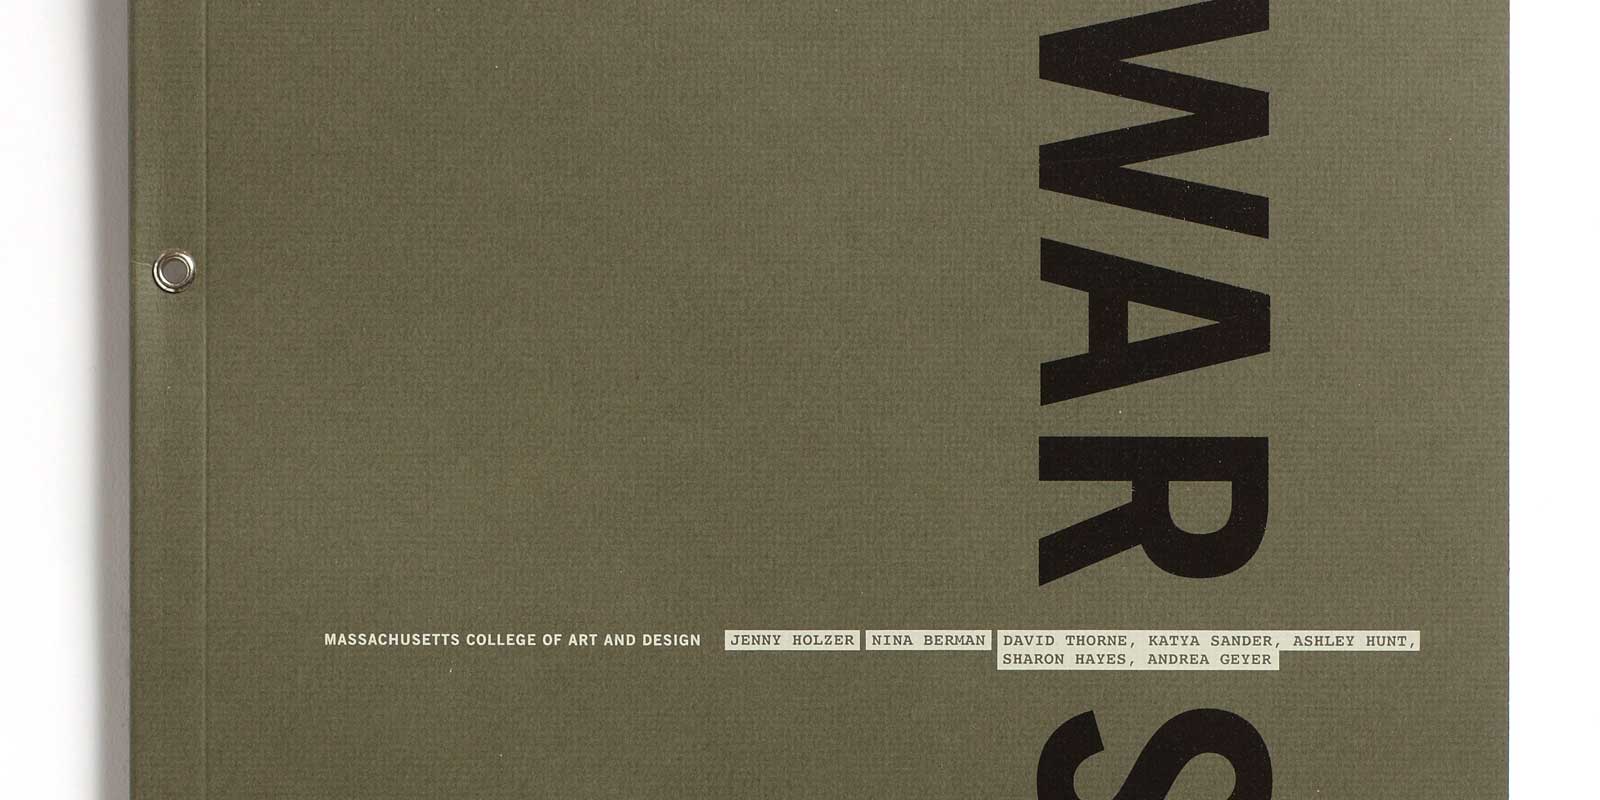 WAR S
MASSACHUSETTS COLLEGE OF ART AND DESIGN JENNY HOLZER NINA BERMAN DAVID THORNE, KATYA SANDER, ASHLEY HUNT,
SHARON HAYES, ANDREA GEYER